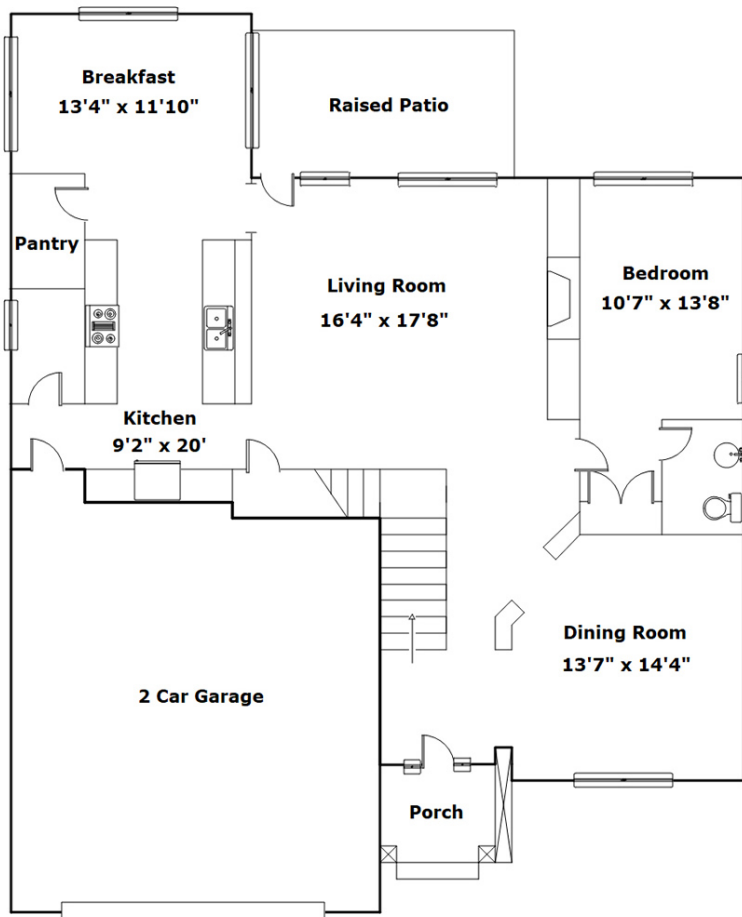 Breakfast
13'4" x 11'10"
Raised Patio
Pantry
Living Room
16'4" x 17'8"
Bedroom
10'7" x 13'8"
Kitchen
9'2" x 20'
Dining Room
13'7" x 14'4"
2 Car Garage
Porch